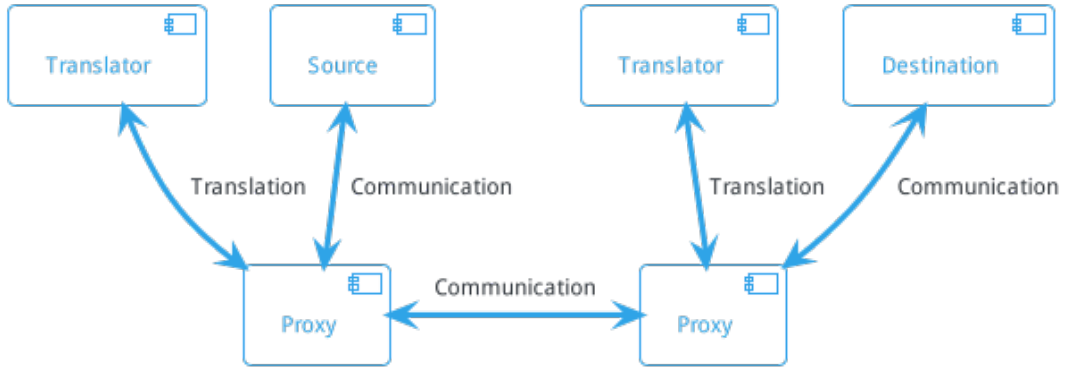 Translator
Source
Translator
Destination
Translation
Communication
Translation
Communication
Communication
Proxy
Proxy